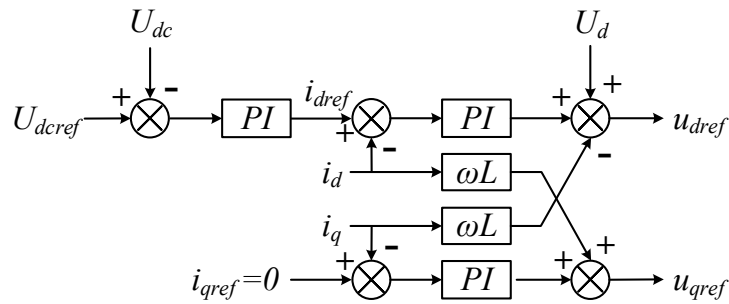 U_dc U_d
+ - + +
U_dcref PI i_dref + - PI - u_dref
i_d ωL
i_q ωL
i_qref=0 + - PI + + u_qref